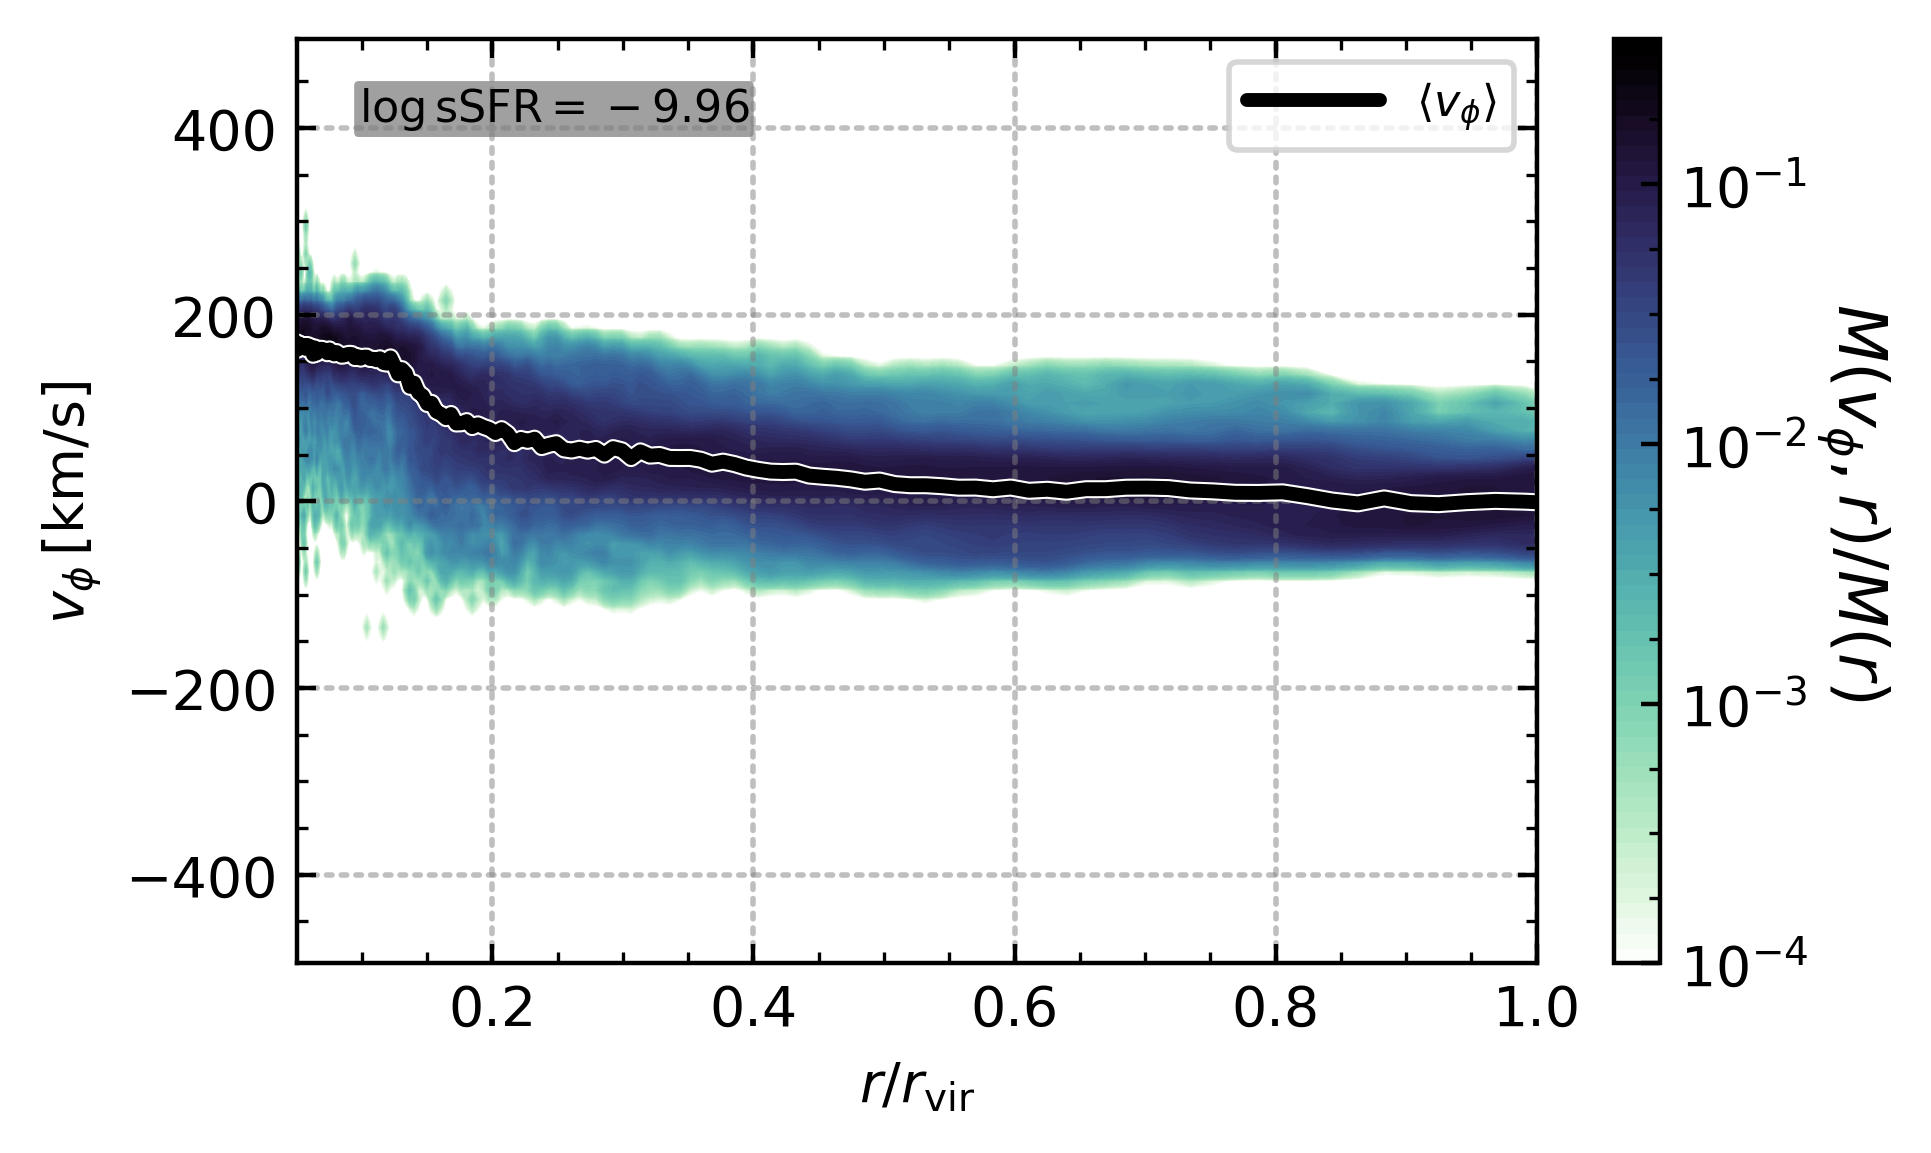 log sSFR = − 9.96
⟨v_ϕ⟩
400
200
0
−200
−400
v_ϕ [km/s]
0.2 0.4 0.6 0.8 1.0
r/r_vir
10⁻¹
10⁻²
10⁻³
10⁻⁴
M(v_ϕ, r)/M(r)